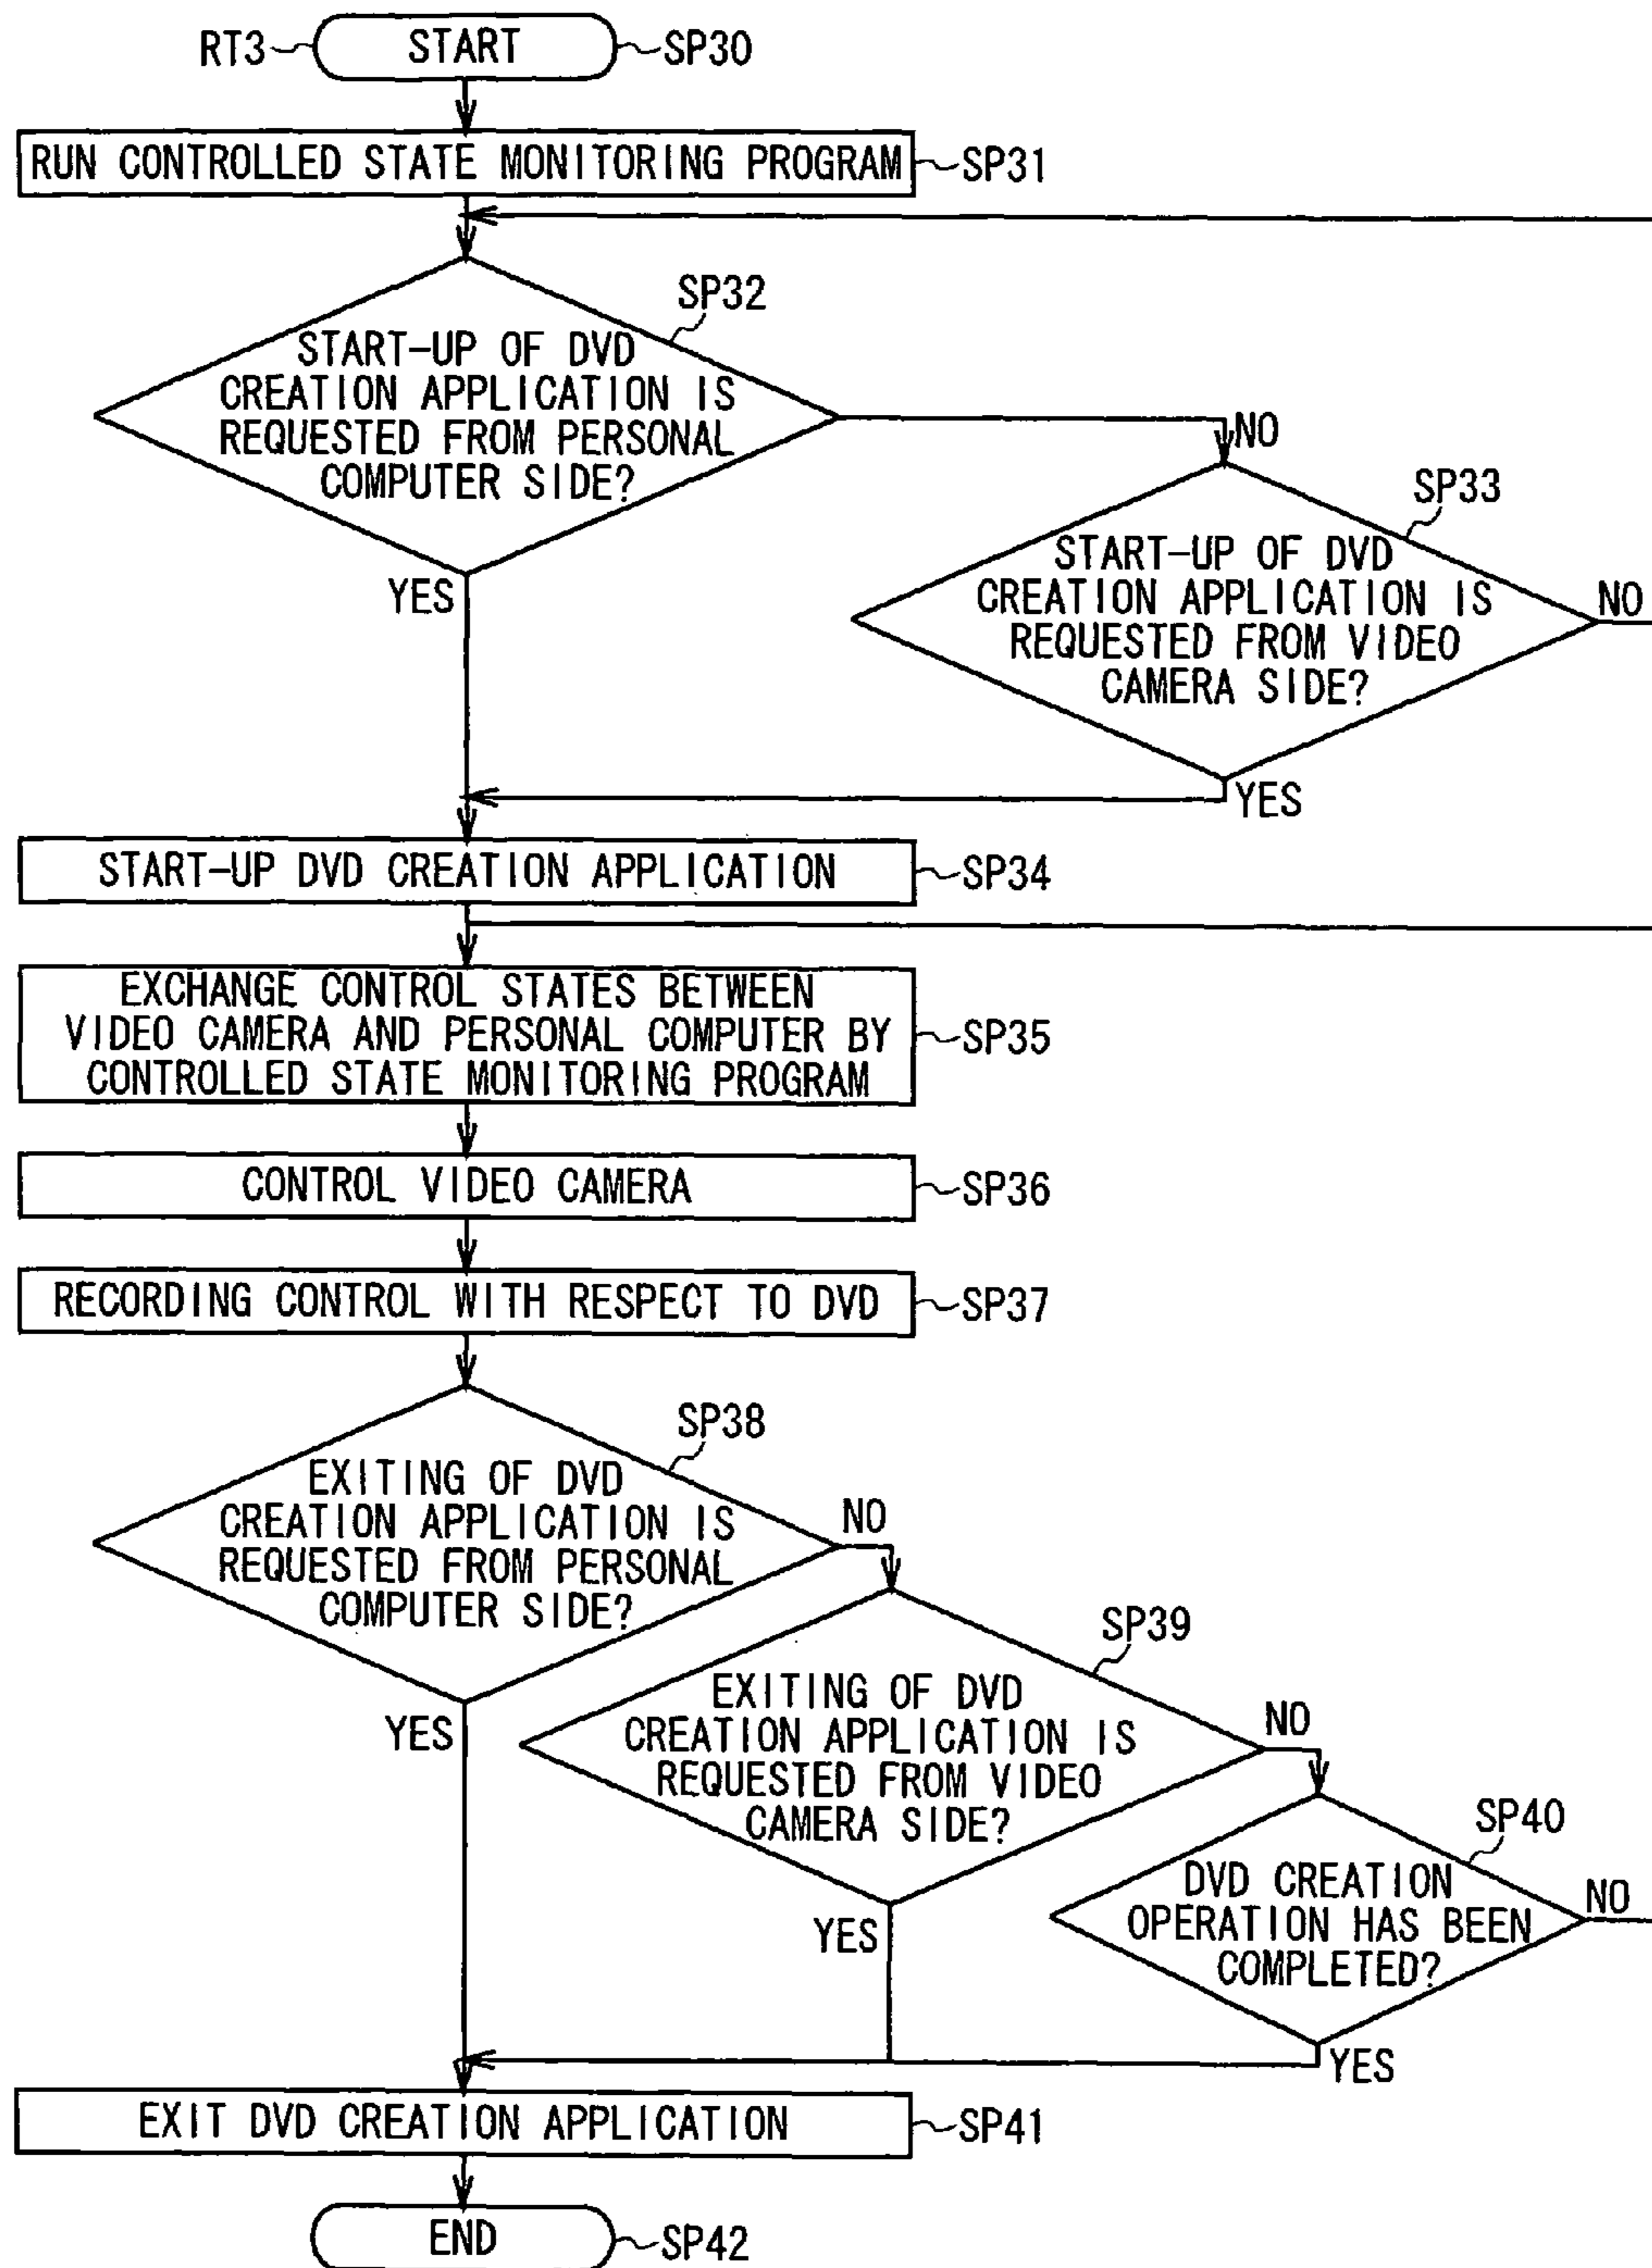 RT3
START
SP30
RUN CONTROLLED STATE MONITORING PROGRAM
SP31
SP32
START-UP OF DVD
CREATION APPLICATION IS
REQUESTED FROM PERSONAL
COMPUTER SIDE?
NO
YES
SP33
START-UP OF DVD
CREATION APPLICATION IS
REQUESTED FROM VIDEO
CAMERA SIDE?
NO
YES
START-UP DVD CREATION APPLICATION
SP34
EXCHANGE CONTROL STATES BETWEEN
VIDEO CAMERA AND PERSONAL COMPUTER BY
CONTROLLED STATE MONITORING PROGRAM
SP35
CONTROL VIDEO CAMERA
SP36
RECORDING CONTROL WITH RESPECT TO DVD
SP37
SP38
EXITING OF DVD
CREATION APPLICATION IS
REQUESTED FROM PERSONAL
COMPUTER SIDE?
NO
YES
SP39
EXITING OF DVD
CREATION APPLICATION IS
REQUESTED FROM VIDEO
CAMERA SIDE?
NO
YES
SP40
DVD CREATION
OPERATION HAS BEEN
COMPLETED?
NO
YES
EXIT DVD CREATION APPLICATION
SP41
END
SP42